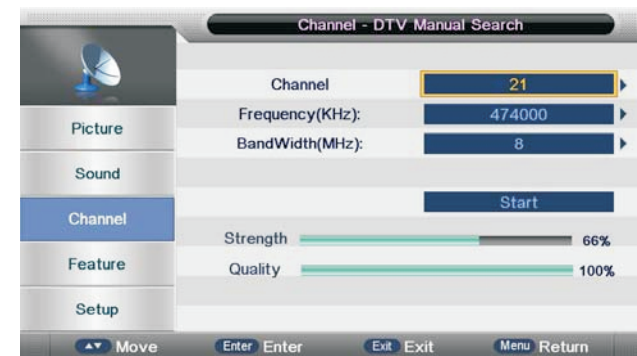 Channel - DTV Manual Search
Picture
Sound
Channel
Feature
Setup
Channel 21
Frequency(KHz): 474000
BandWidth(MHz): 8
Start
Strength 66%
Quality 100%
Move Enter Enter Exit Exit Menu Return